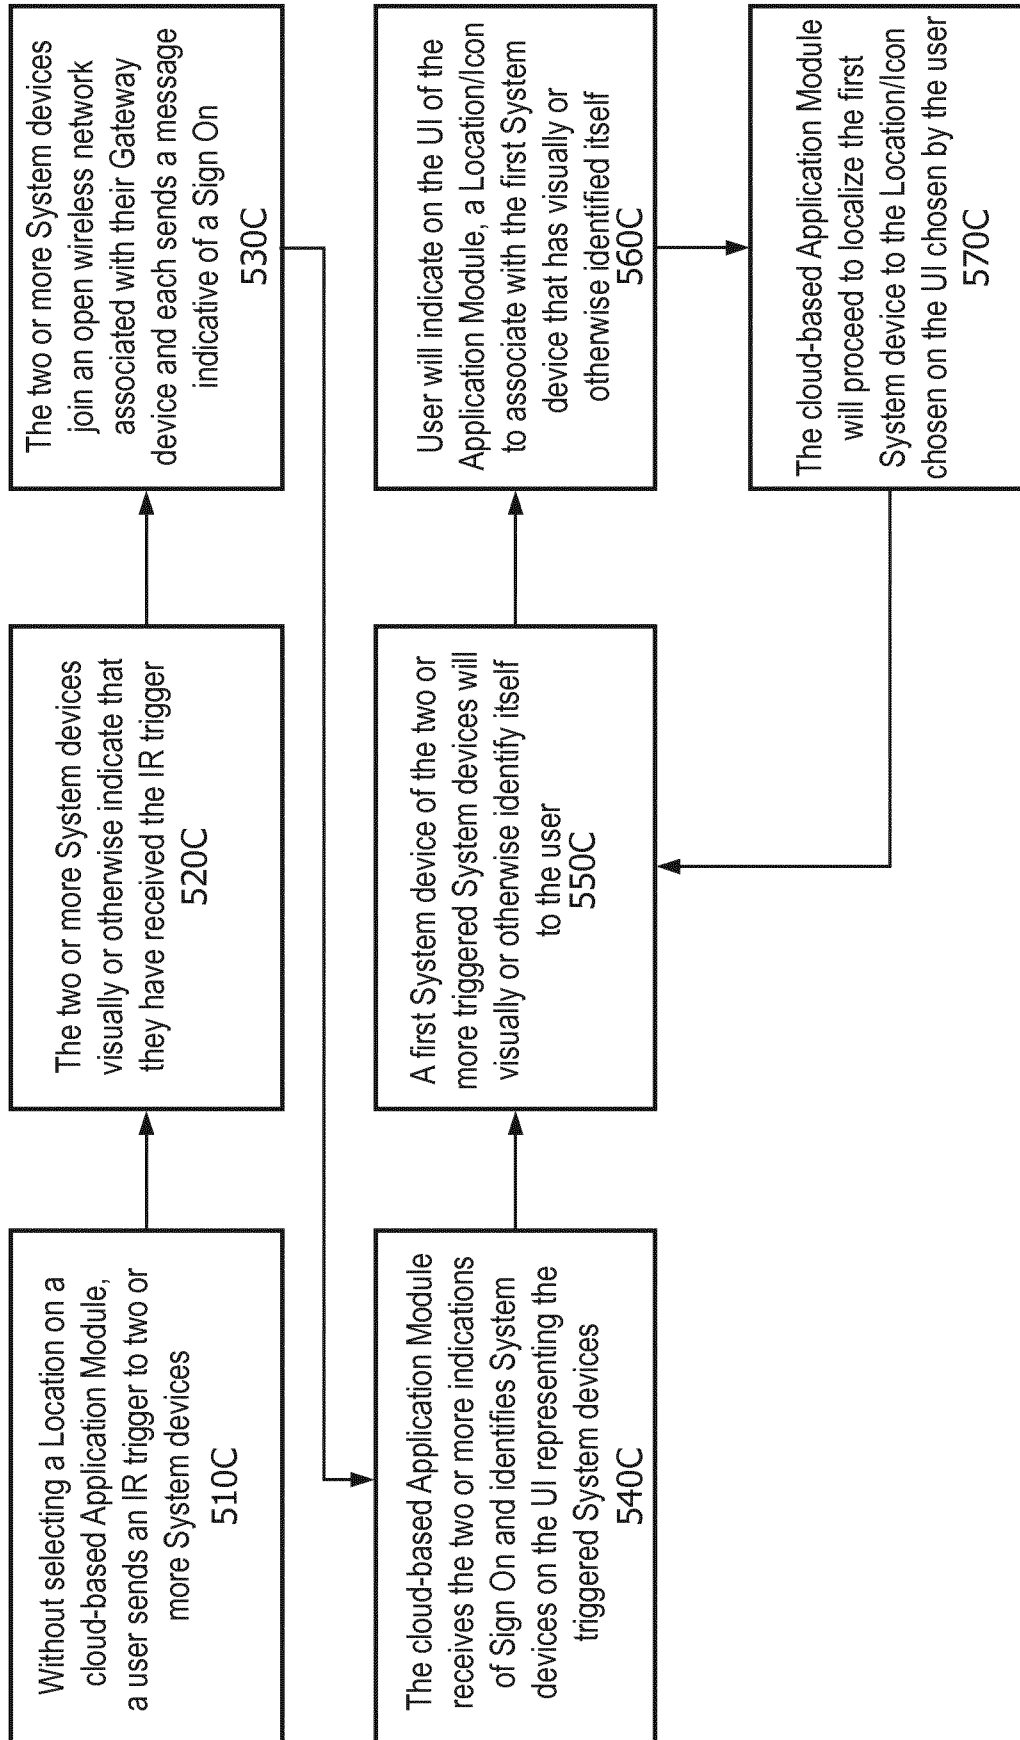 Without selecting a Location on a
cloud-based Application Module,
a user sends an IR trigger to two or
more System devices
510C
The two or more System devices
visually or otherwise indicate that
they have received the IR trigger
520C
The two or more System devices
join an open wireless network
associated with their Gateway
device and each sends a message
indicative of a Sign On
530C
The cloud-based Application Module
receives the two or more indications
of Sign On and identifies System
devices on the UI representing the
triggered System devices
540C
A first System device of the two or
more triggered System devices will
visually or otherwise identify itself
to the user
550C
User will indicate on the UI of the
Application Module, a Location/Icon
to associate with the first System
device that has visually or
otherwise identified itself
560C
The cloud-based Application Module
will proceed to localize the first
System device to the Location/Icon
chosen on the UI chosen by the user
570C